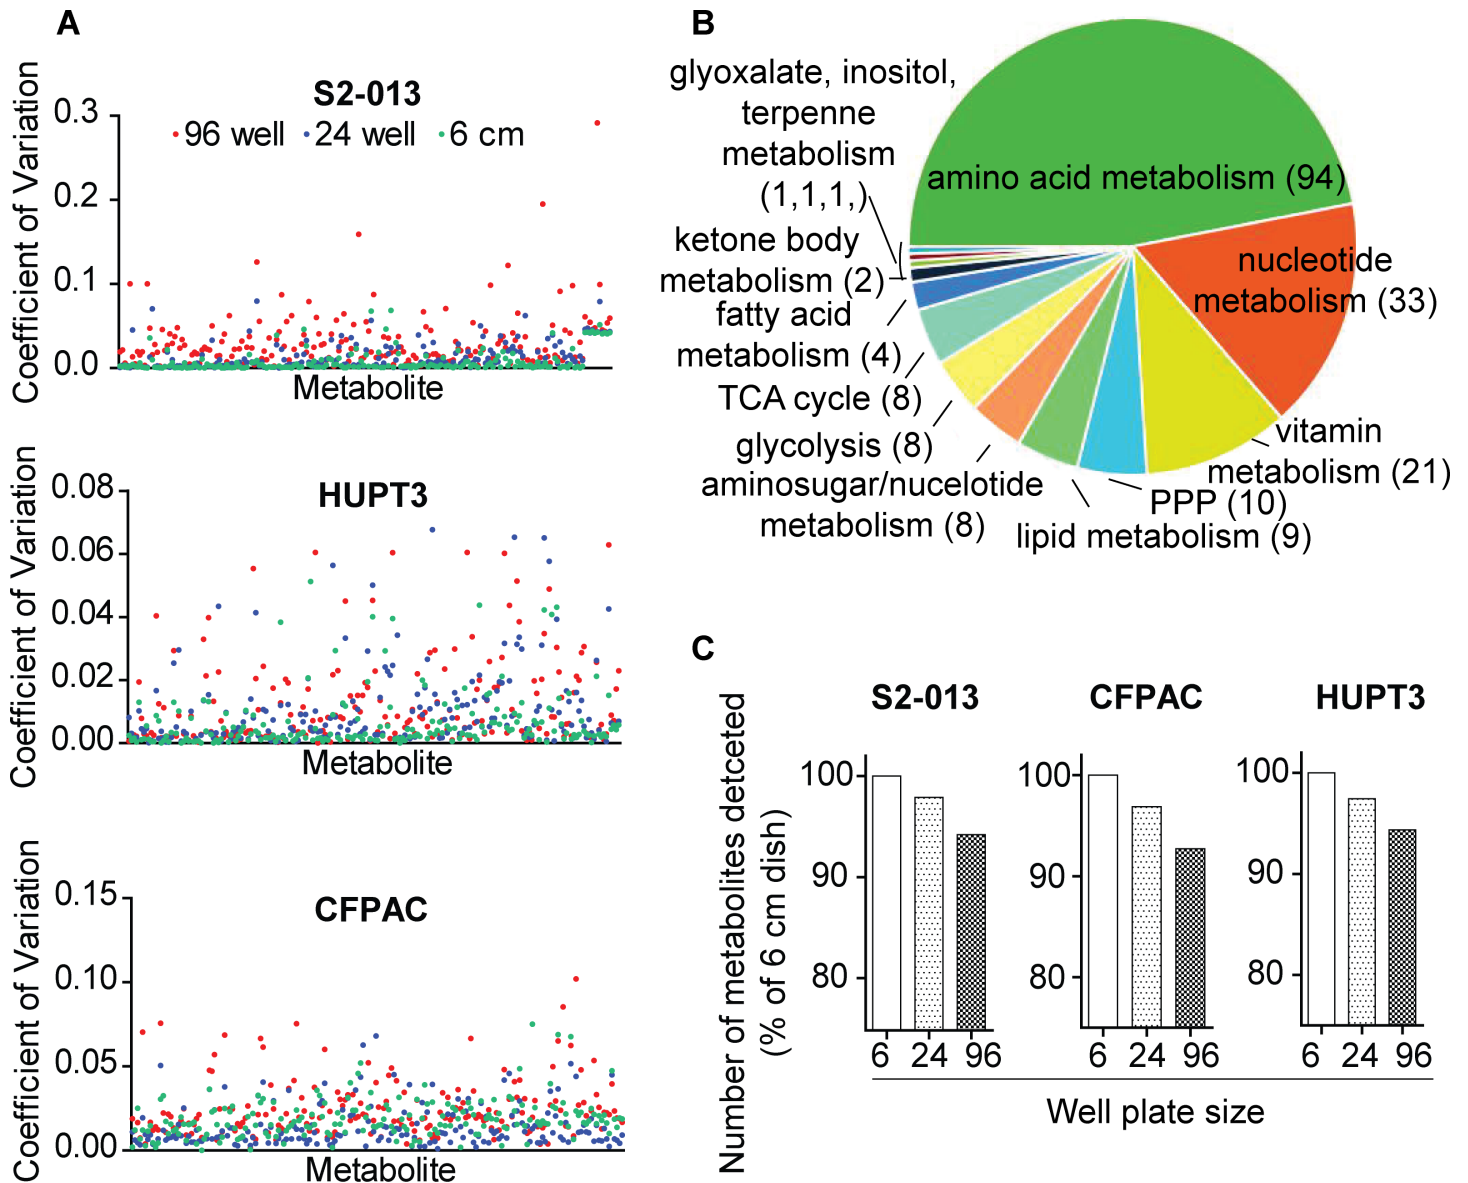 A
S2-013
96 well 24 well 6 cm
Coefficient of Variation
0.3
0.2
0.1
0.0
Metabolite
HUPT3
Coefficient of Variation
0.08
0.06
0.04
0.02
0.00
Metabolite
CFPAC
Coefficient of Variation
0.15
0.10
0.05
0.00
Metabolite
B
glyoxalate, inositol,
terpenne
metabolism
(1,1,1,)
ketone body
metabolism (2)
fatty acid
metabolism (4)
TCA cycle (8)
glycolysis (8)
aminosugar/nucelotide
metabolism (8)
lipid metabolism (9)
PPP (10)
vitamin
metabolism (21)
nucleotide
metabolism (33)
amino acid metabolism (94)
C
Number of metabolites detceted
(% of 6 cm dish)
S2-013
100
90
80
6 24 96
CFPAC
100
90
80
6 24 96
HUPT3
100
90
80
6 24 96
Well plate size